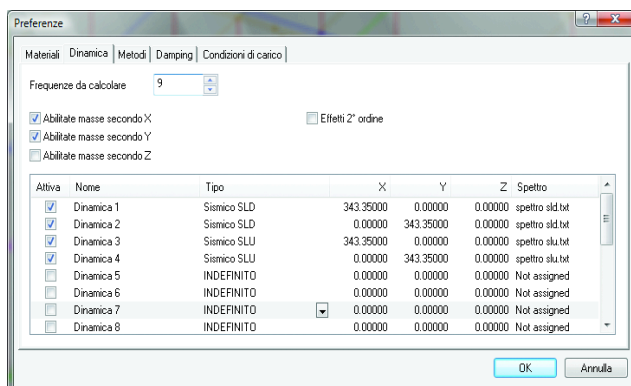 Preferenze
Materiali Dinamica Metodi Damping Condizioni di carico
Frequenze da calcolare 9
Abilitate masse secondo X Effetti 2° ordine
Abilitate masse secondo Y
Abilitate masse secondo Z
Attiva Nome Tipo X Y Z Spettro
Dinamica 1 Sismico SLD 343.35000 0.00000 0.00000 spettro sld.txt
Dinamica 2 Sismico SLD 0.00000 343.35000 0.00000 spettro sld.txt
Dinamica 3 Sismico SLU 343.35000 0.00000 0.00000 spettro slu.txt
Dinamica 4 Sismico SLU 0.00000 343.35000 0.00000 spettro slu.txt
Dinamica 5 INDEFINITO 0.00000 0.00000 0.00000 Not assigned
Dinamica 6 INDEFINITO 0.00000 0.00000 0.00000 Not assigned
Dinamica 7 INDEFINITO 0.00000 0.00000 0.00000 Not assigned
Dinamica 8 INDEFINITO 0.00000 0.00000 0.00000 Not assigned
OK Annulla